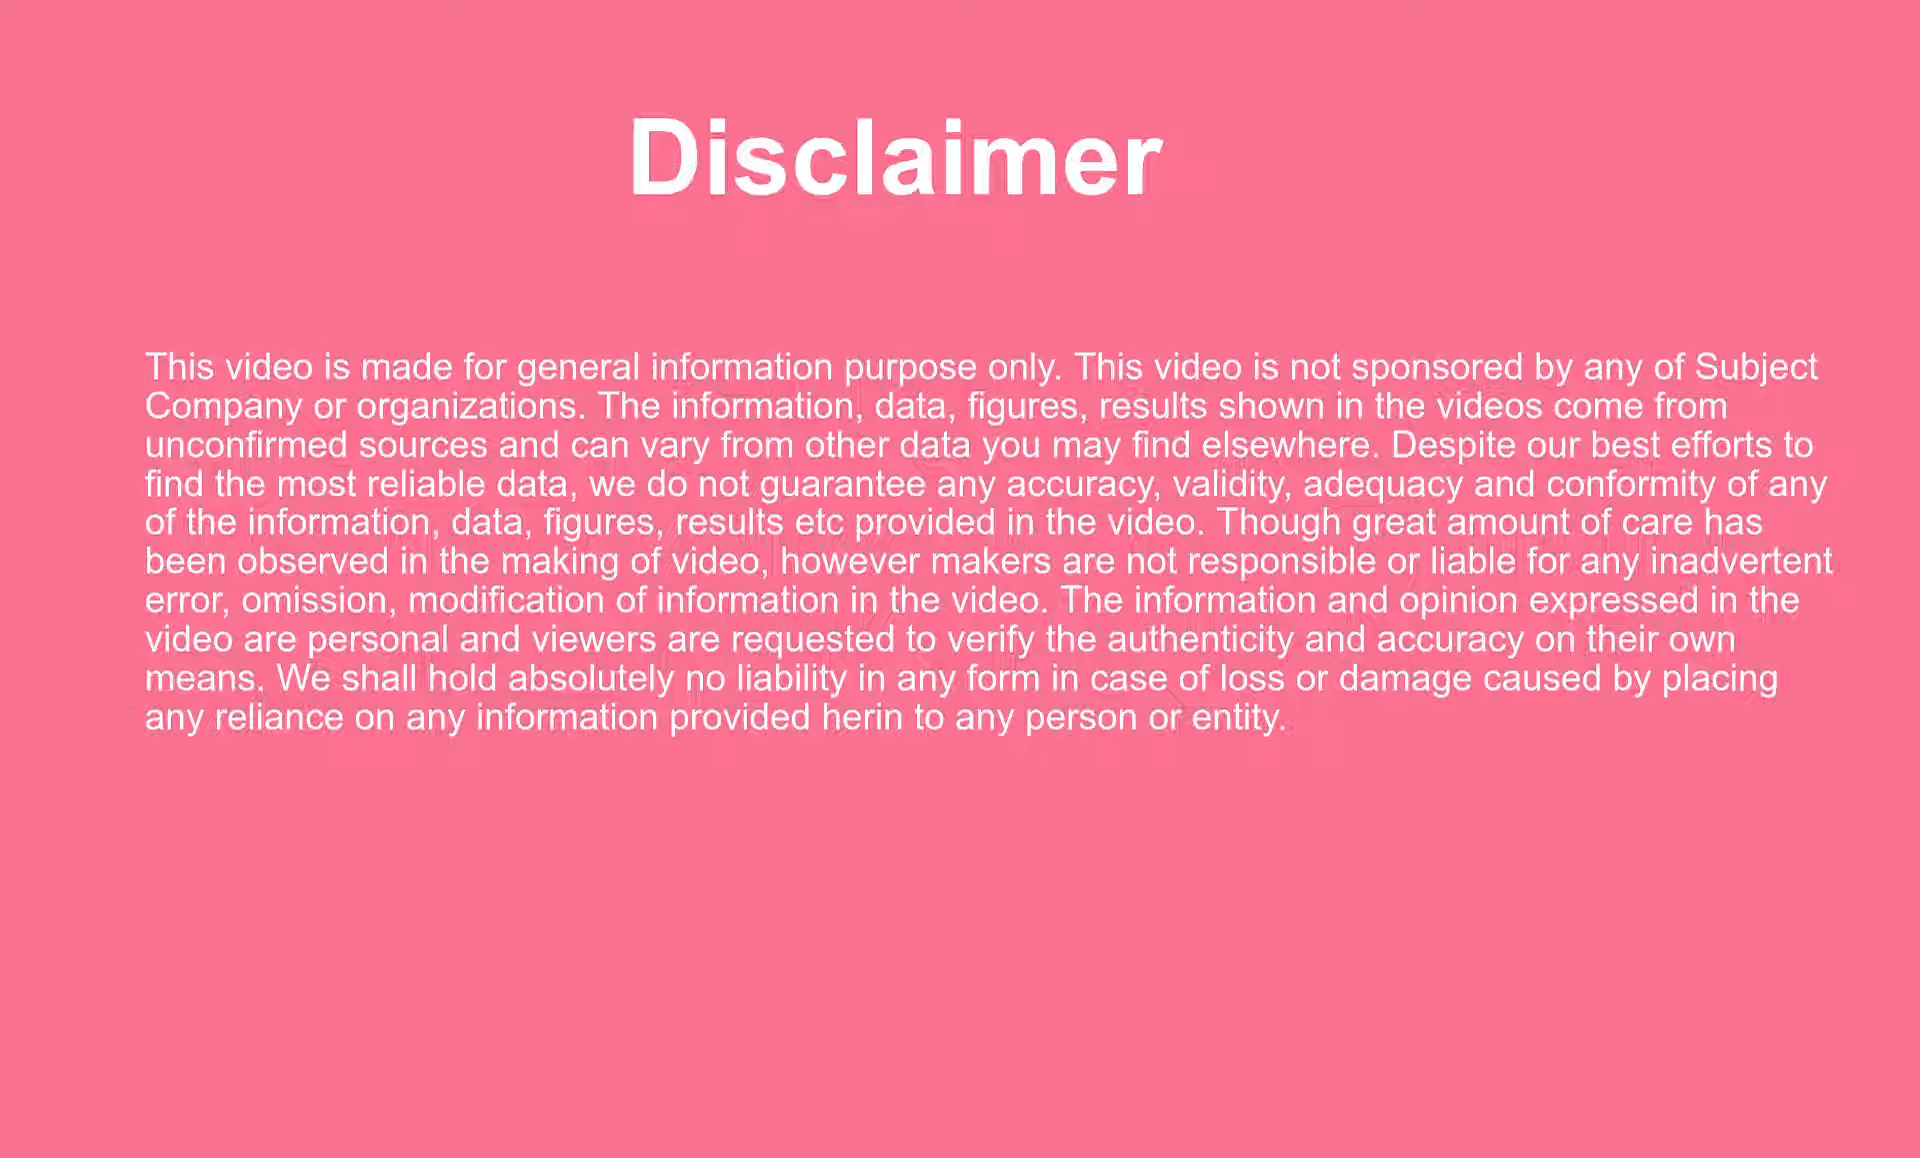 Disclaimer
This video is made for general information purpose only. This video is not sponsored by any of Subject
Company or organizations. The information, data, figures, results shown in the videos come from
unconfirmed sources and can vary from other data you may find elsewhere. Despite our best efforts to
find the most reliable data, we do not guarantee any accuracy, validity, adequacy and conformity of any
of the information, data, figures, results etc provided in the video. Though great amount of care has
been observed in the making of video, however makers are not responsible or liable for any inadvertent
error, omission, modification of information in the video. The information and opinion expressed in the
video are personal and viewers are requested to verify the authenticity and accuracy on their own
means. We shall hold absolutely no liability in any form in case of loss or damage caused by placing
any reliance on any information provided herin to any person or entity.